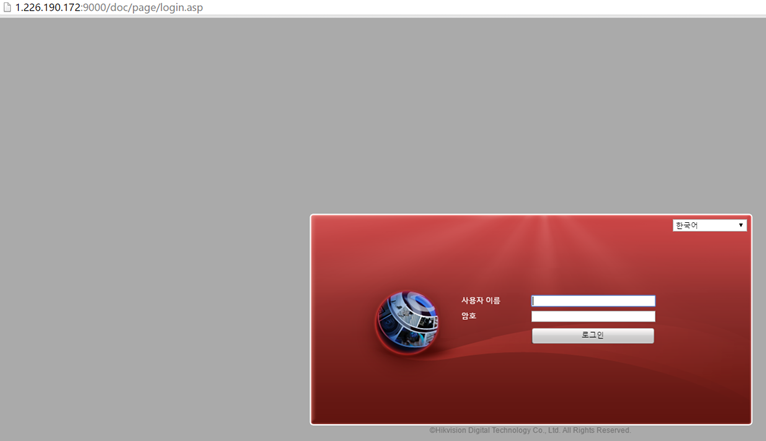 1.226.190.172:9000/doc/page/login.asp
한국어
사용자 이름
암호
로그인
©Hikvision Digital Technology Co., Ltd. All Rights Reserved.